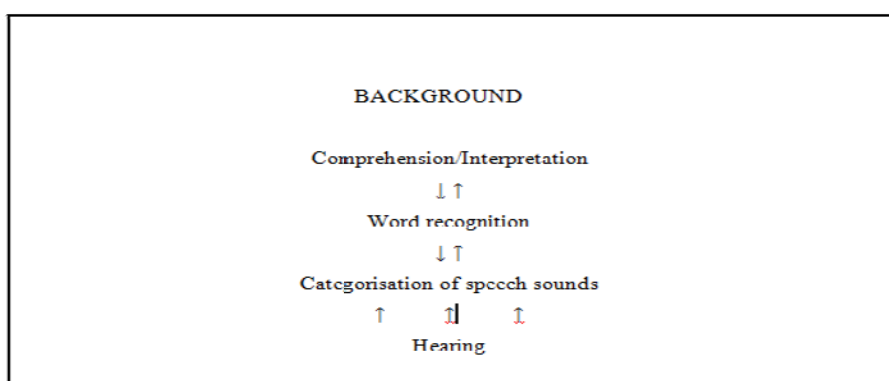 BACKGROUND
Comprehension/Interpretation
↓ ↑
Word recognition
↓ ↑
Categorisation of speech sounds
↑ ↑ ↑
Hearing